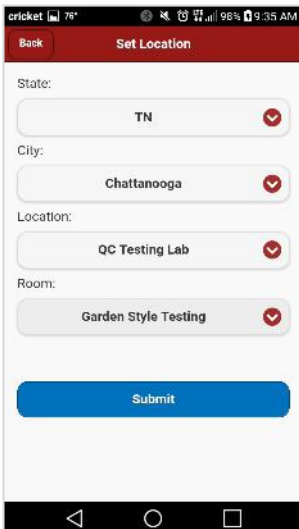 cricket 76° 98% 9:35 AM
Back Set Location
State:
TN
City:
Chattanooga
Location:
QC Testing Lab
Room:
Garden Style Testing
Submit